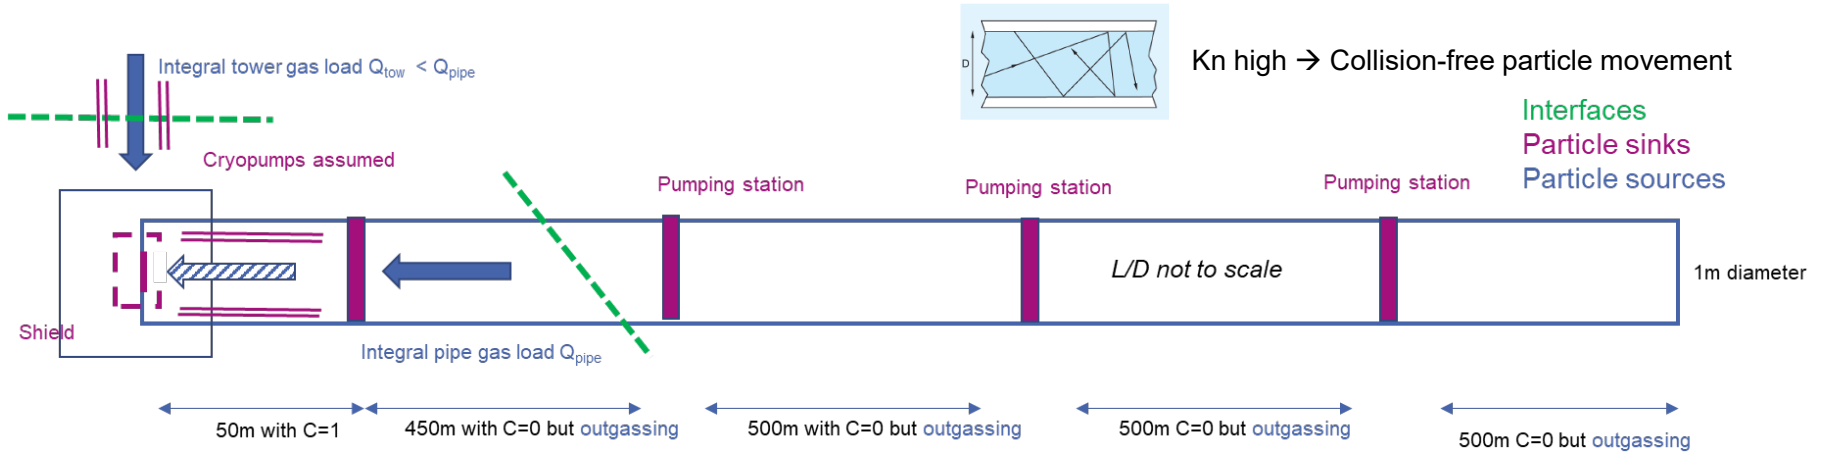 Integral tower gas load Qtow < Qpipe
D
Kn high → Collision-free particle movement
Interfaces
Particle sinks
Particle sources
Cryopumps assumed
Pumping station
Pumping station
Pumping station
L/D not to scale
1m diameter
Shield
Integral pipe gas load Qpipe
50m with C=1
450m with C=0 but outgassing
500m with C=0 but outgassing
500m C=0 but outgassing
500m C=0 but outgassing